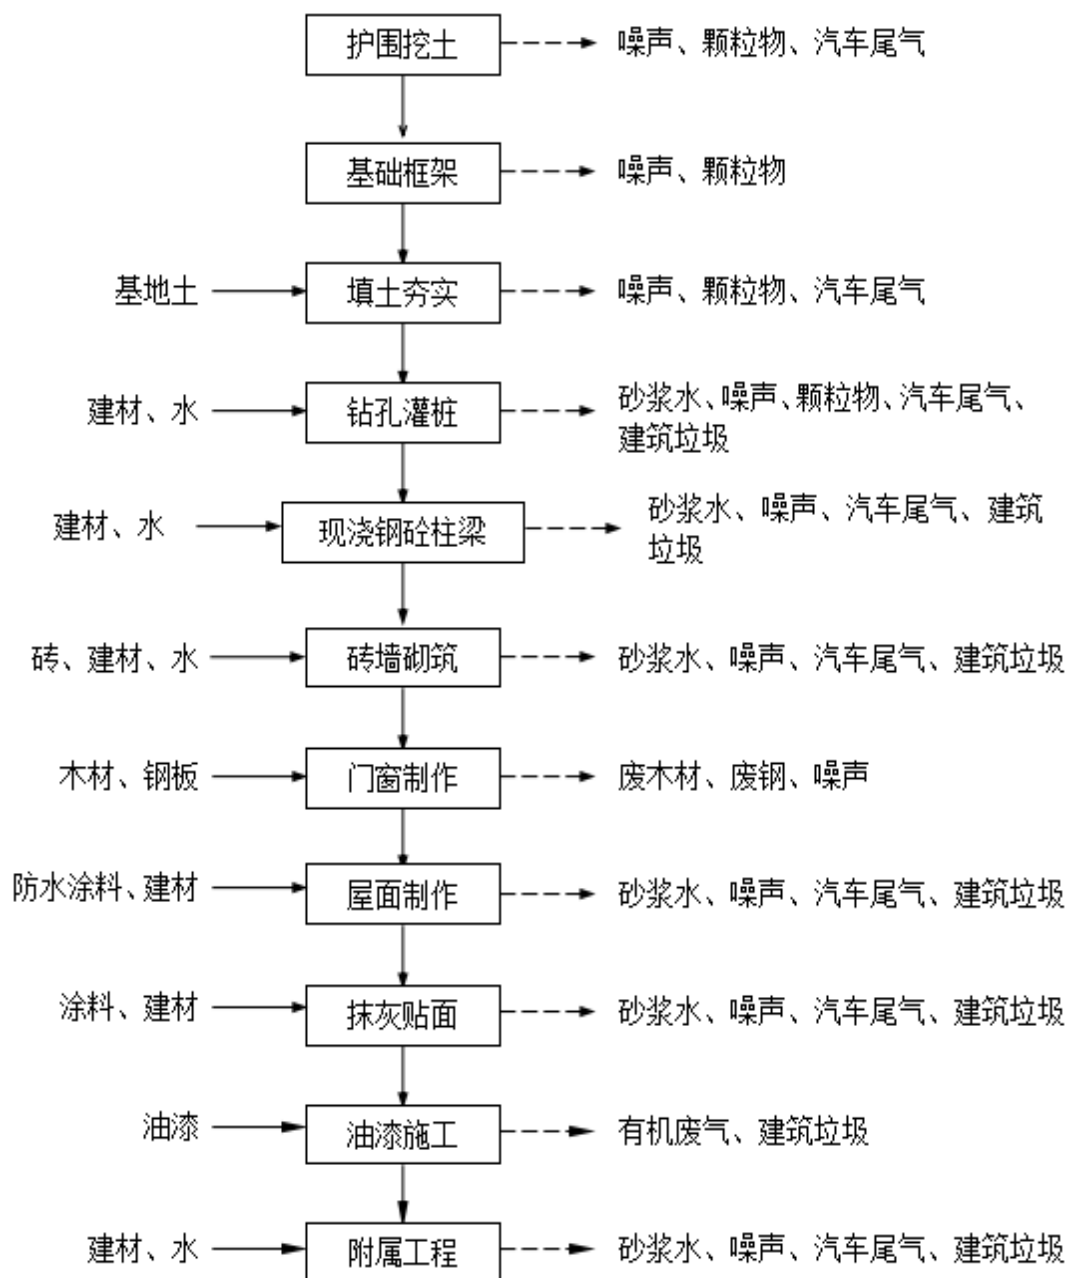 护围挖土
噪声、颗粒物、汽车尾气
基础框架
噪声、颗粒物
基地土
填土夯实
噪声、颗粒物、汽车尾气
建材、水
钻孔灌桩
砂浆水、噪声、颗粒物、汽车尾气、
建筑垃圾
建材、水
现浇钢砼柱梁
砂浆水、噪声、汽车尾气、建筑
垃圾
砖、建材、水
砖墙砌筑
砂浆水、噪声、汽车尾气、建筑垃圾
木材、钢板
门窗制作
废木材、废钢、噪声
防水涂料、建材
屋面制作
砂浆水、噪声、汽车尾气、建筑垃圾
涂料、建材
抹灰贴面
砂浆水、噪声、汽车尾气、建筑垃圾
油漆
油漆施工
有机废气、建筑垃圾
建材、水
附属工程
砂浆水、噪声、汽车尾气、建筑垃圾